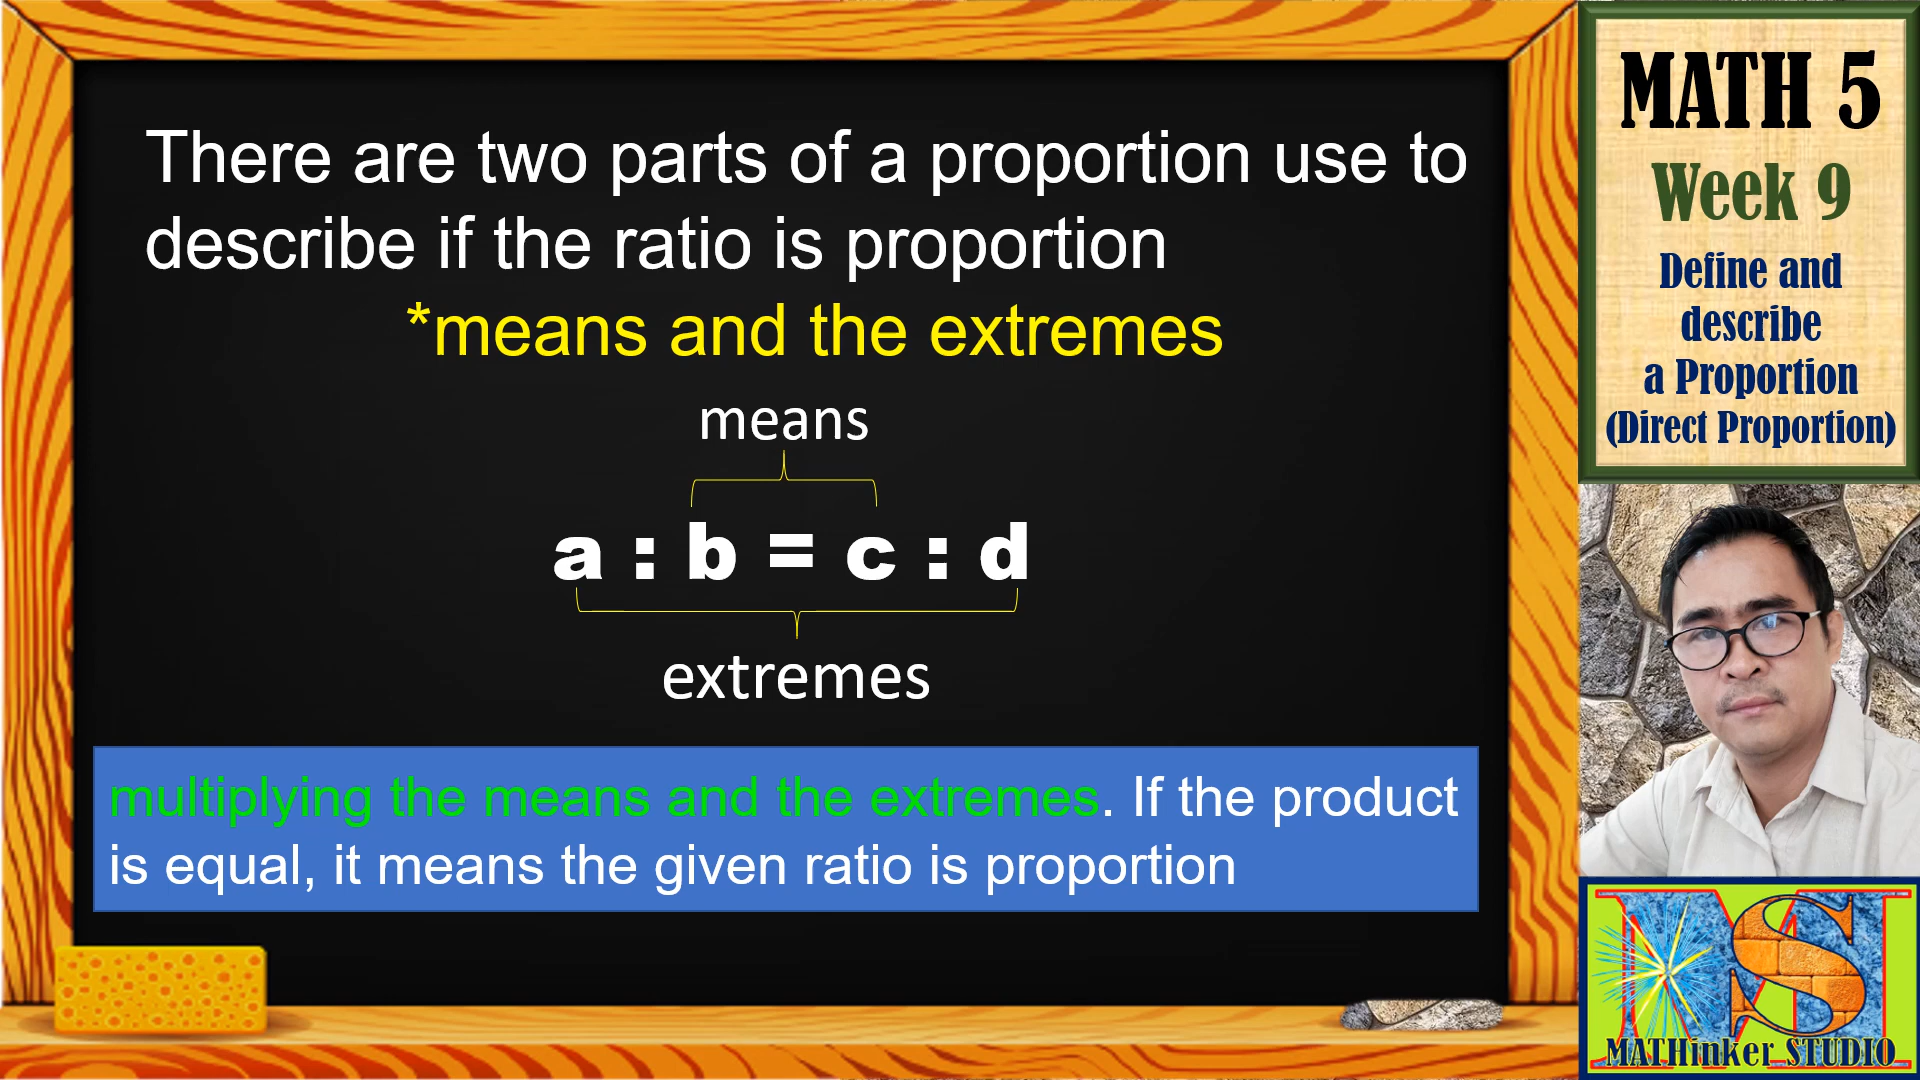 There are two parts of a proportion use to
describe if the ratio is proportion
*means and the extremes
means
a : b = c : d
extremes
multiplying the means and the extremes. If the product
is equal, it means the given ratio is proportion
MATH 5
Week 9
Define and
describe
a Proportion
(Direct Proportion)
MS
MATHinker STUDIO